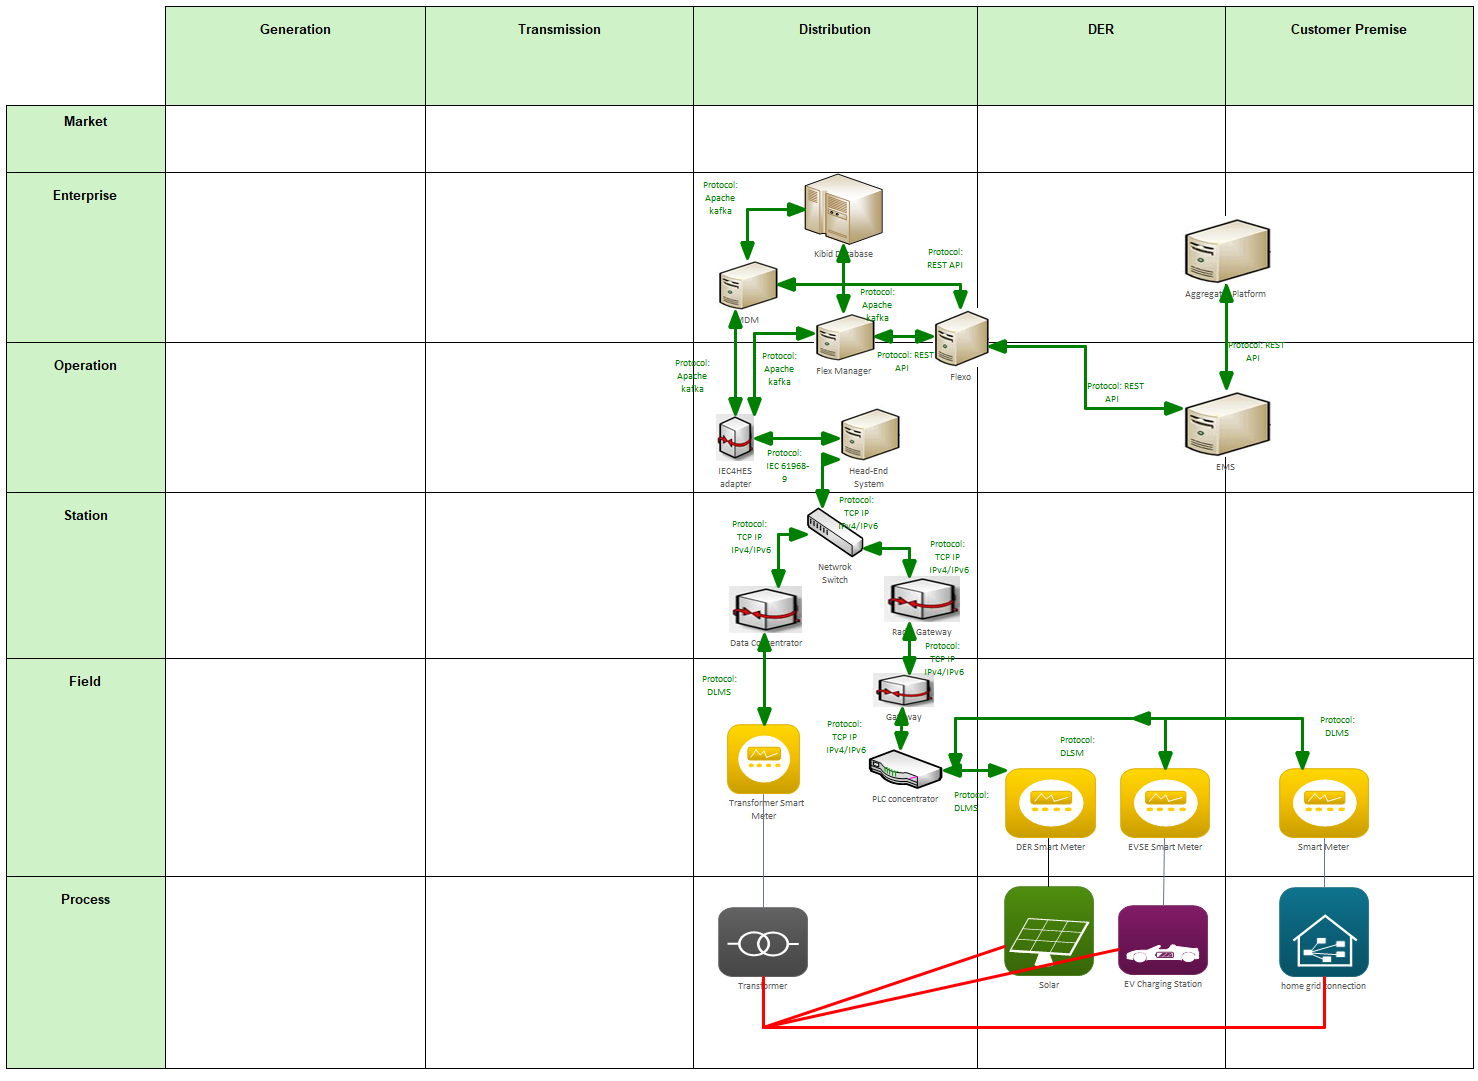 Generation
Transmission
Distribution
DER
Customer Premise
Market
Enterprise
Protocol:
Apache
kafka
Kibid Database
Protocol:
REST API
MDM
Protocol:
Apache
kafka
Aggregator Platform
Operation
Protocol:
Apache
kafka
Protocol:
Apache
kafka
Flex Manager
Protocol: REST
API
Flexo
Protocol: REST
API
Protocol: REST
API
IEC4HES
adapter
Protocol:
IEC 61968-
9
Head-End
System
EMS
Station
Protocol:
TCP IP
IPv4/IPv6
Protocol:
TCP IP
IPv4/IPv6
Netwrok
Switch
Protocol:
TCP IP
IPv4/IPv6
Data Concentrator
Radio Gateway
Protocol:
TCP IP
IPv4/IPv6
Field
Protocol:
DLMS
Gateway
Protocol:
TCP IP
IPv4/IPv6
Protocol:
DLSM
Protocol:
DLMS
Transformer Smart
Meter
PLC concentrator
Protocol:
DLMS
DER Smart Meter
EVSE Smart Meter
Smart Meter
Process
Transformer
Solar
EV Charging Station
home grid connection